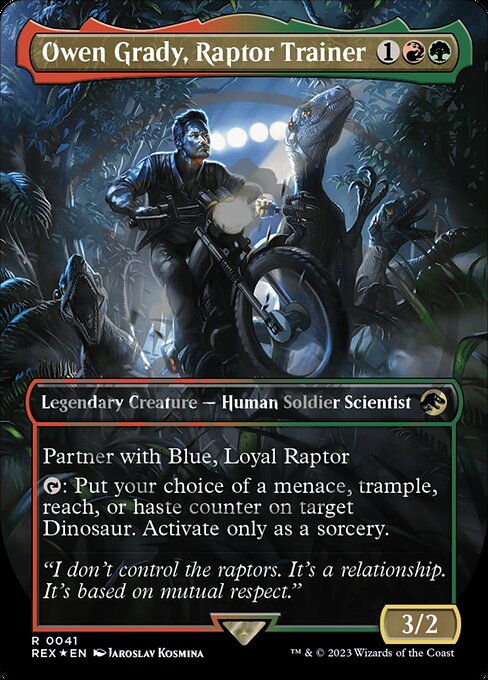 Owen Grady, Raptor Trainer 1
Legendary Creature — Human Soldier Scientist
Partner with Blue, Loyal Raptor
: Put your choice of a menace, trample,
reach, or haste counter on target
Dinosaur. Activate only as a sorcery.
“I don’t control the raptors. It’s a relationship.
It’s based on mutual respect.”
3/2
R 0041
REX★EN Jaroslav Kosmina
™ & © 2023 Wizards of the Coast